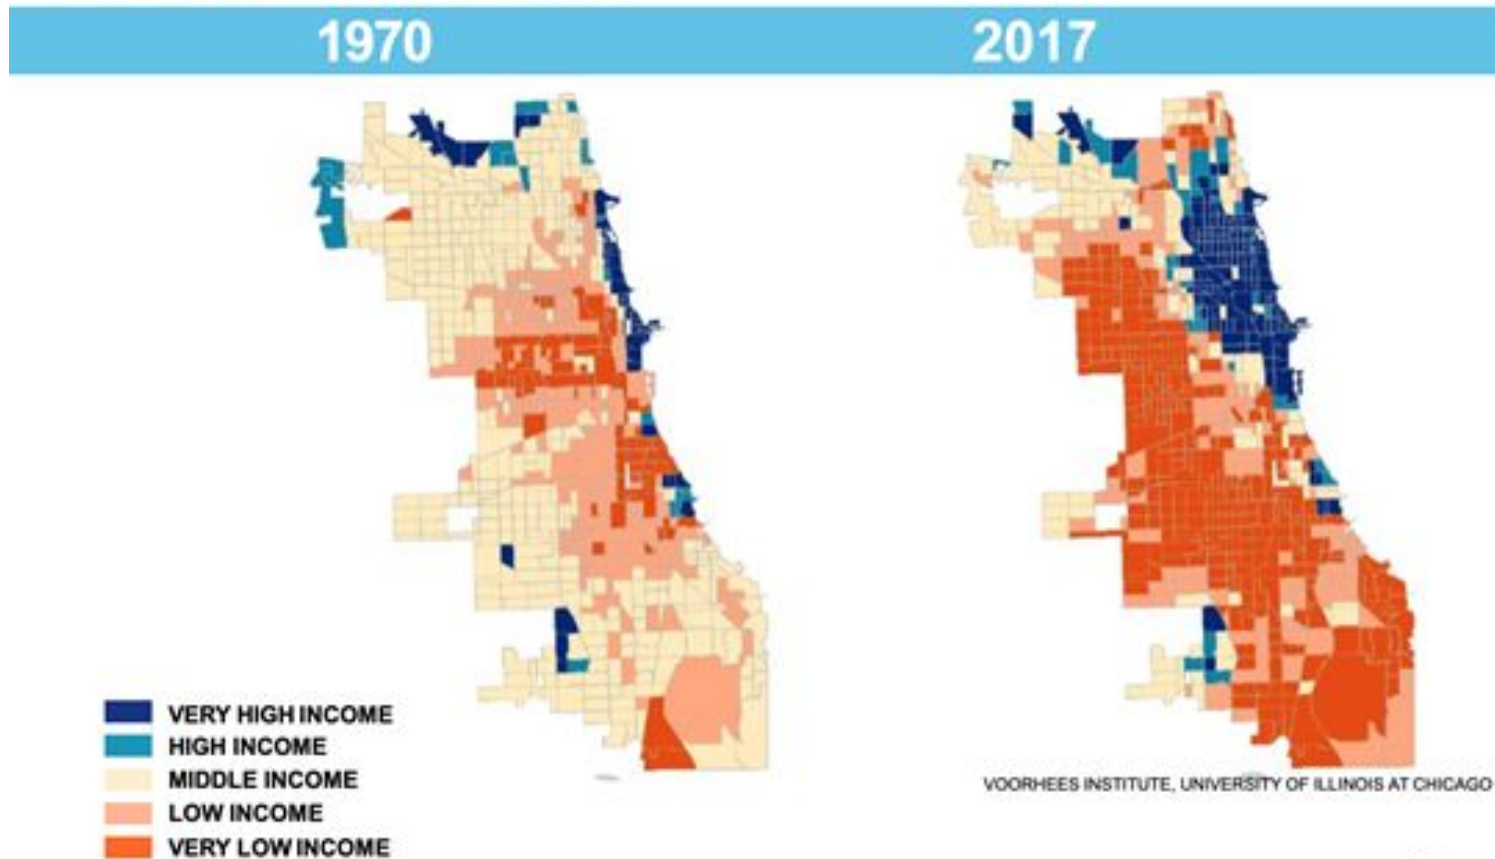 1970
2017
VERY HIGH INCOME
HIGH INCOME
MIDDLE INCOME
LOW INCOME
VERY LOW INCOME
VOORHEES INSTITUTE, UNIVERSITY OF ILLINOIS AT CHICAGO